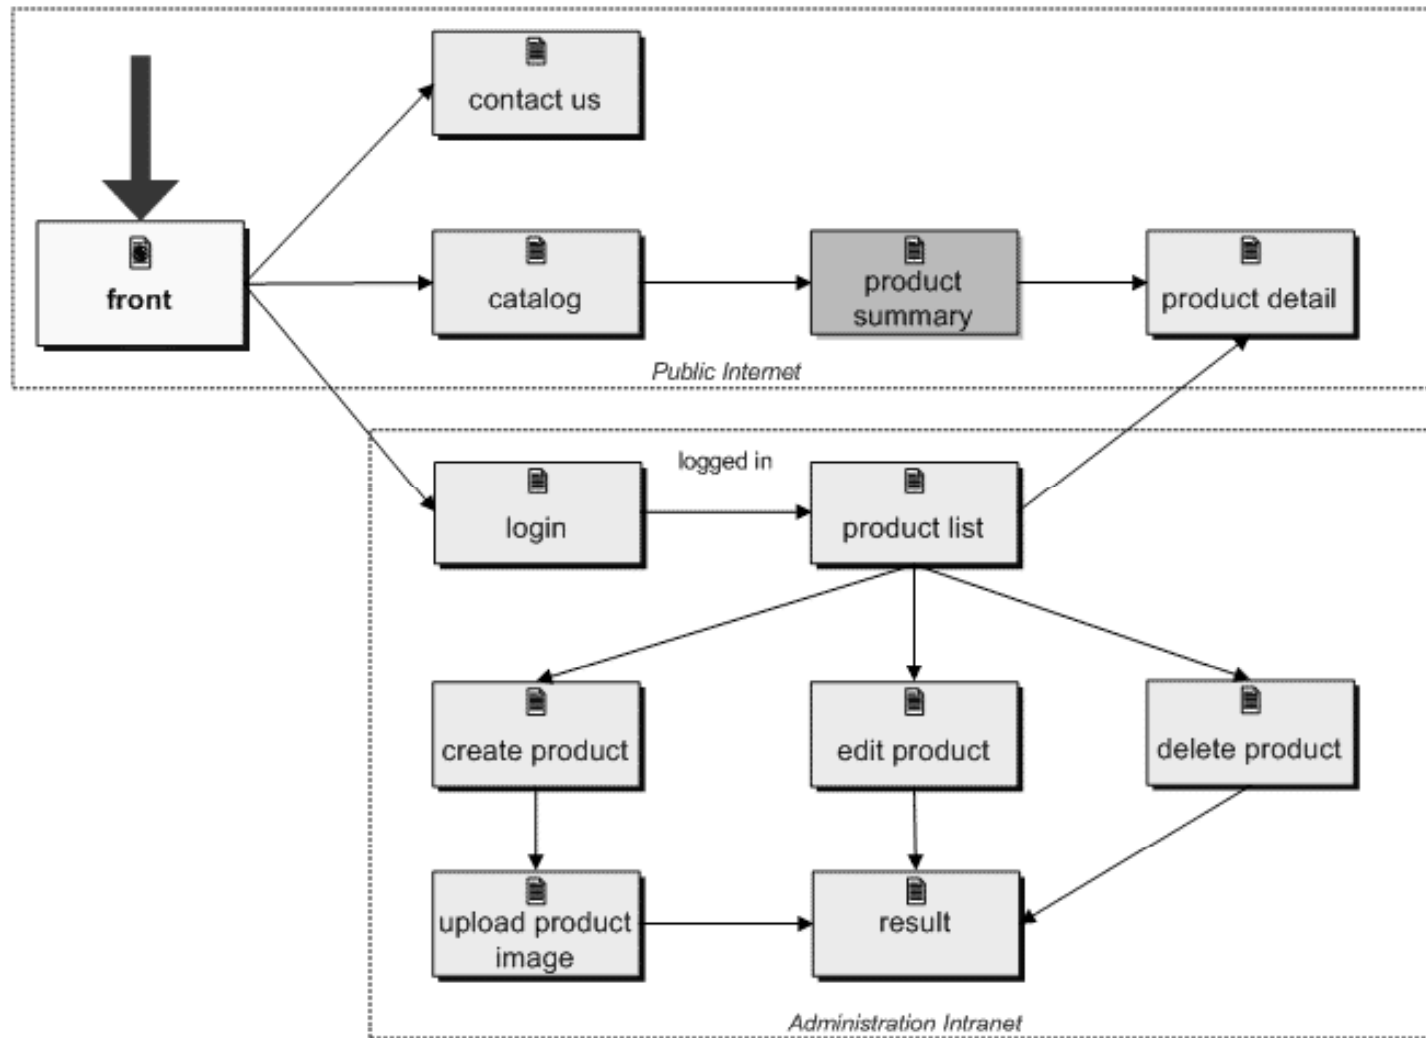 contact us
front
catalog
product
summary
product detail
Public Internet
login
logged in
product list
create product
edit product
delete product
upload product
image
result
Administration Intranet